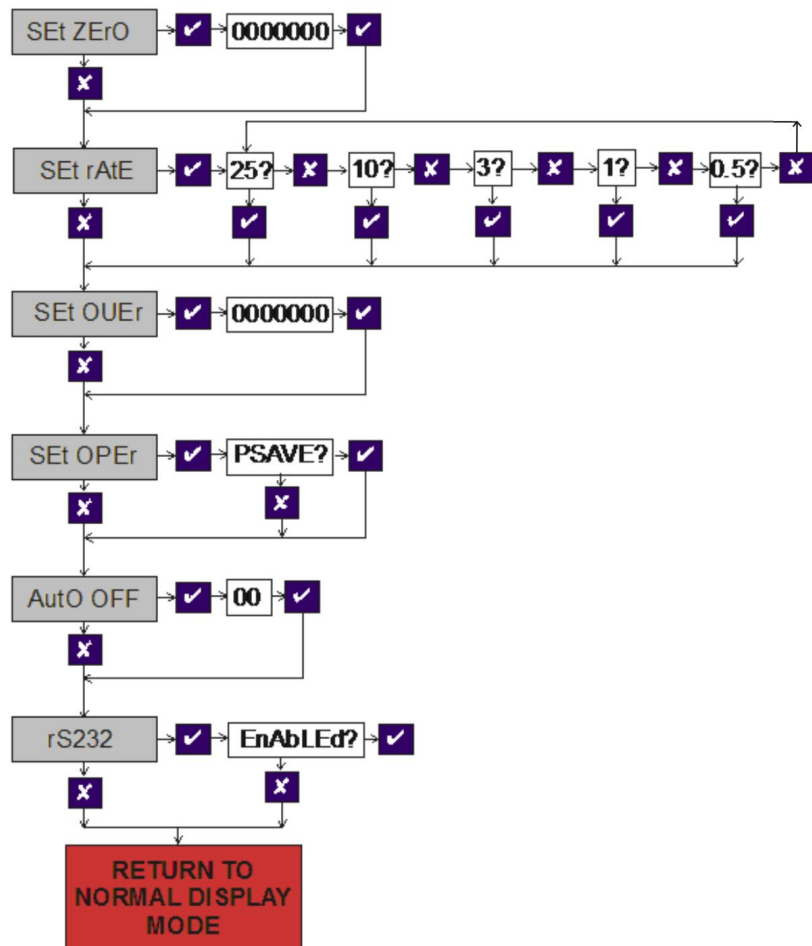 SEt ZErO 0000000
SEt rAtE 25? 10? 3? 1? 0.5?
SEt OUEr 0000000
SEt OPEr PSAVE?
AutO OFF 00
rS232 EnAbLEd?
RETURN TO
NORMAL DISPLAY
MODE